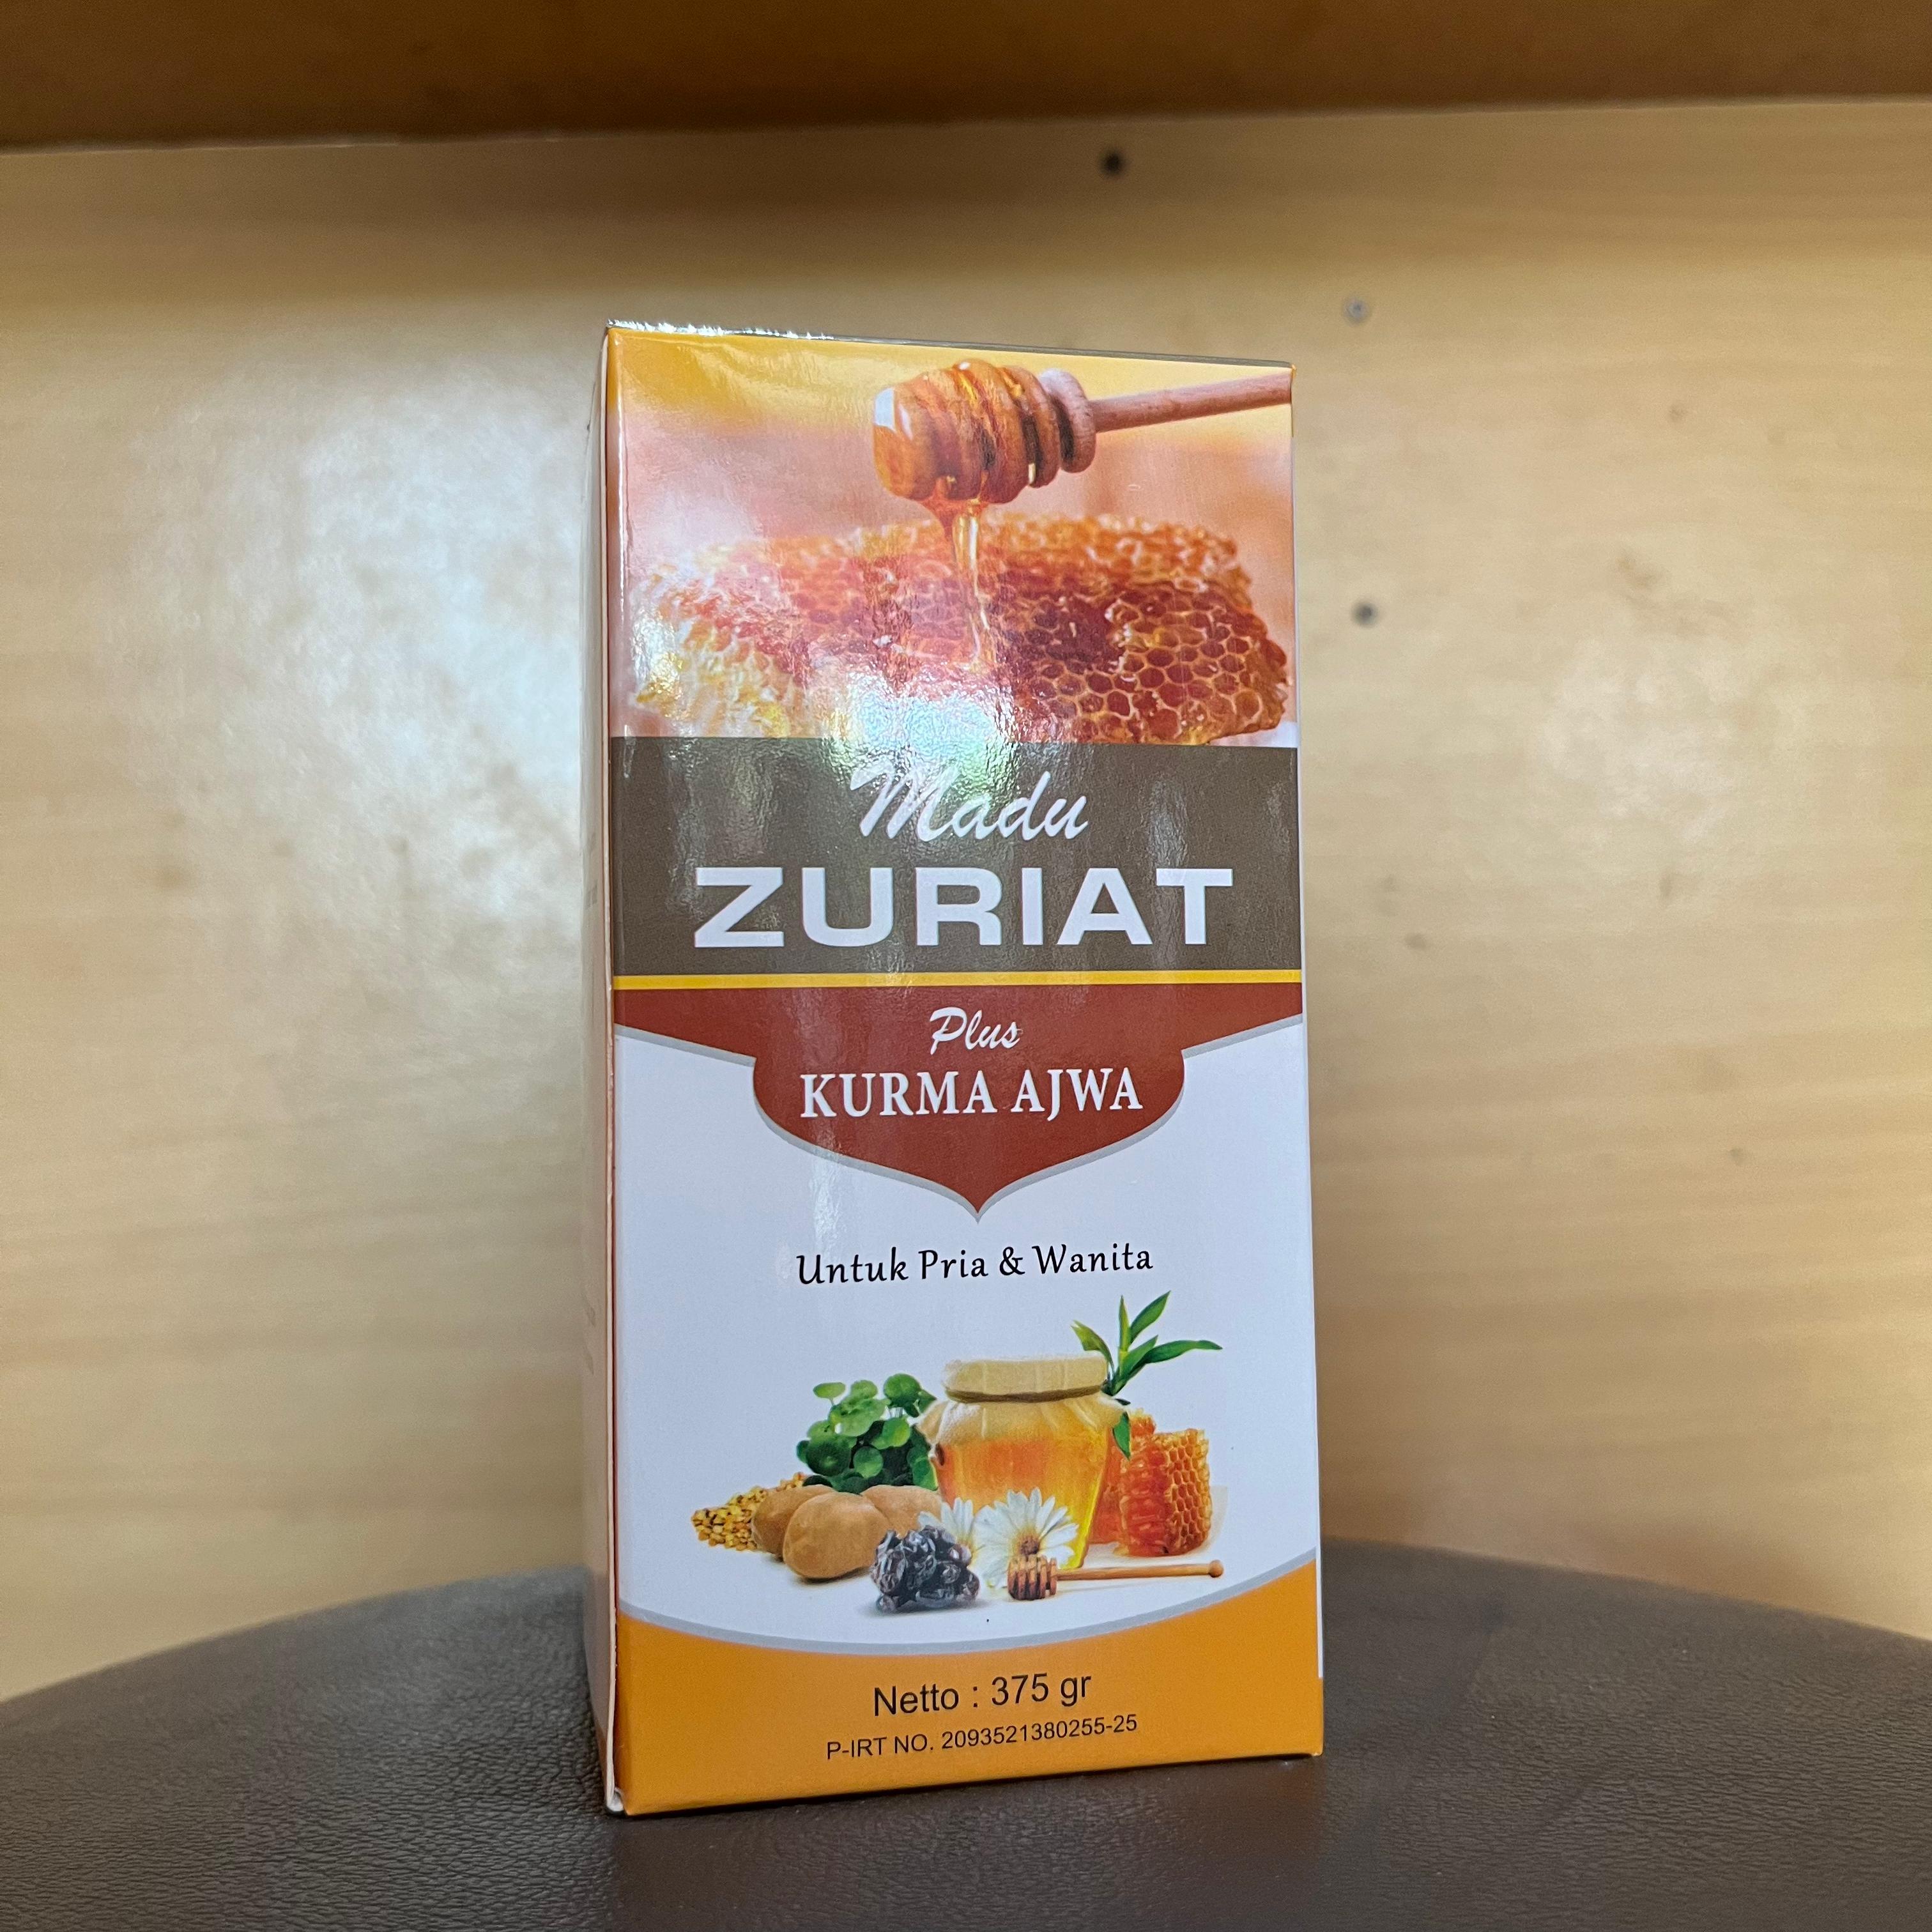 Madu
ZURIAT
Plus
KURMA AJWA
Untuk Pria & Wanita
Netto : 375 gr
P-IRT NO. 2093521380255-25